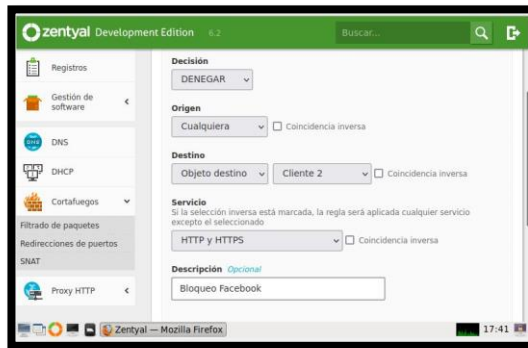 zentyal Development Edition 6.2
Buscar...
Registros
Gestión de
software
DNS
DHCP
Cortafuegos
Filtrado de paquetes
Redirecciones de puertos
SNAT
Proxy HTTP
Decisión
DENEGAR
Origen
Cualquiera
Coincidencia inversa
Destino
Objeto destino
Cliente 2
Coincidencia inversa
Servicio
Si la selección inversa está marcada, la regla será aplicada cualquier servicio
excepto el seleccionado
HTTP y HTTPS
Coincidencia inversa
Descripción Opcional
Bloqueo Facebook
Zentyal — Mozilla Firefox
17:41